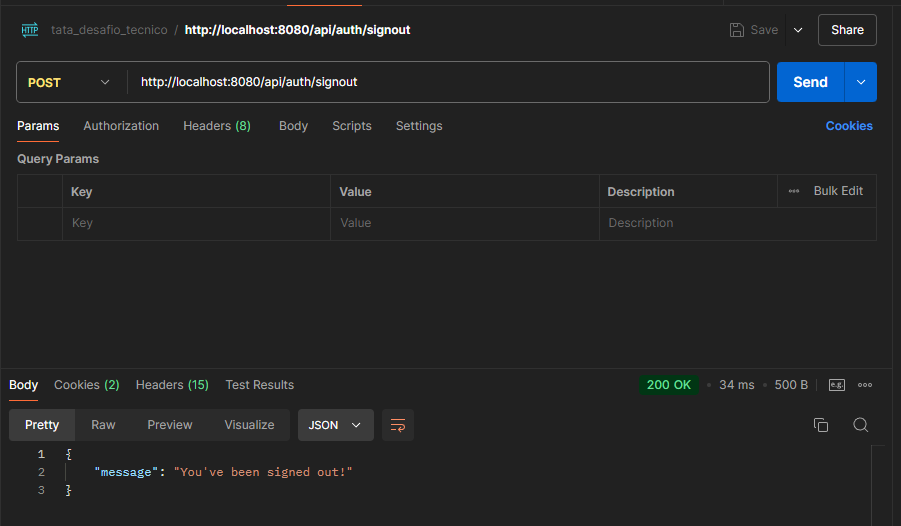 HTTP tata_desafio_tecnico / http://localhost:8080/api/auth/signout Save Share
POST http://localhost:8080/api/auth/signout Send
Params Authorization Headers (8) Body Scripts Settings Cookies
Query Params
Key Value Description Bulk Edit
Key Value Description
Body Cookies (2) Headers (15) Test Results 200 OK • 34 ms • 500 B e.g.
Pretty Raw Preview Visualize JSON
1 {
2 "message": "You've been signed out!"
3 }